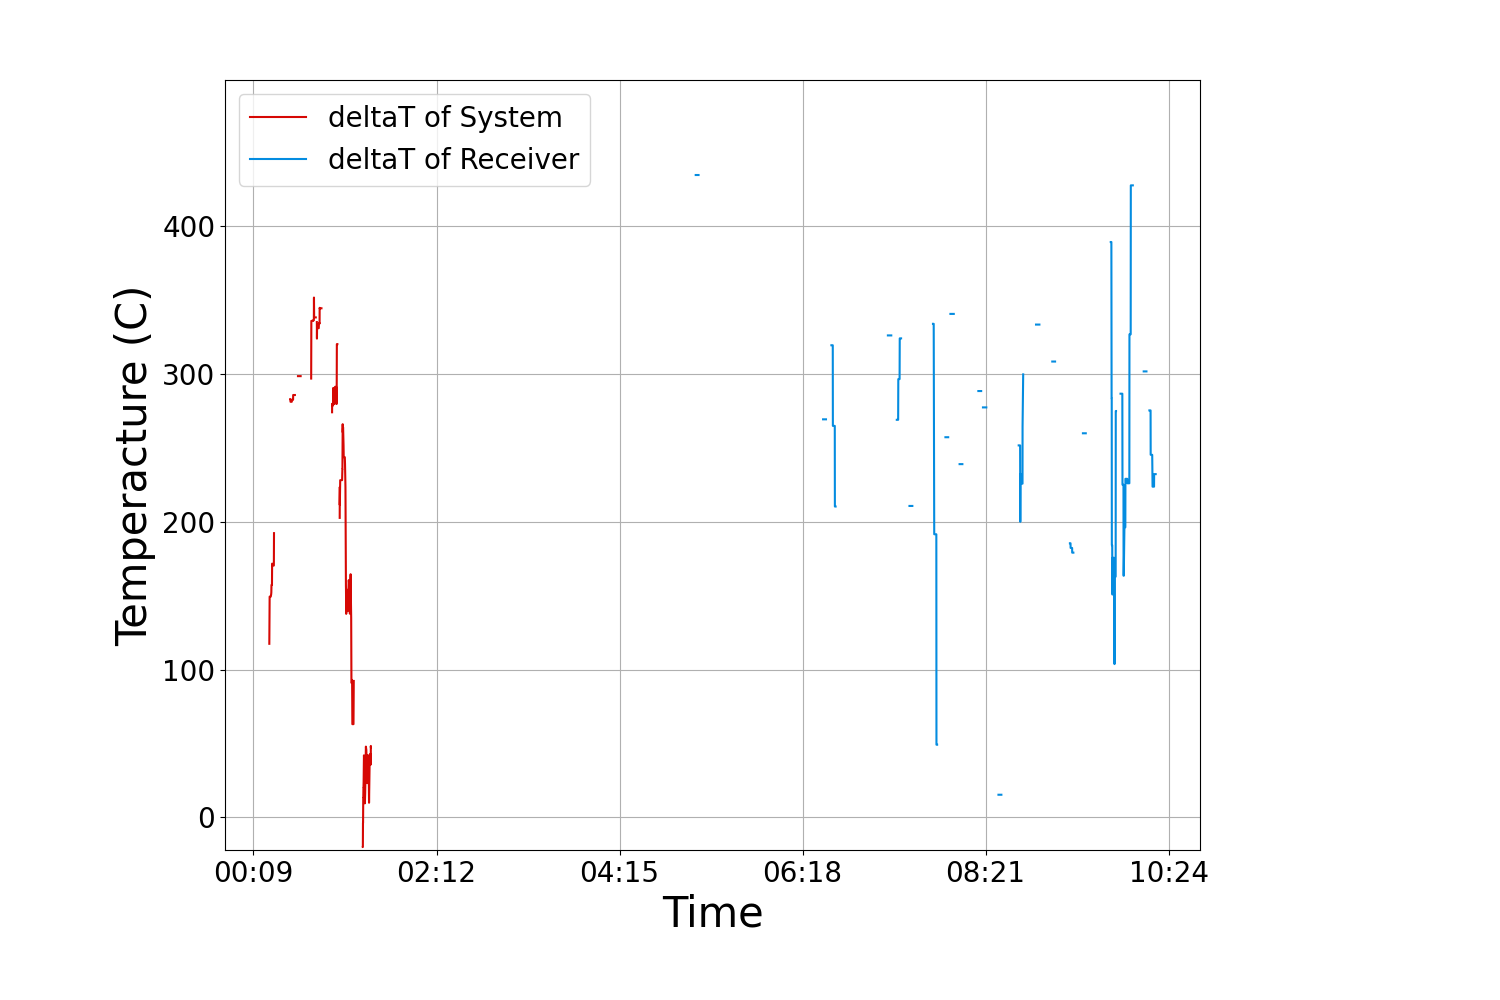 deltaT of System
deltaT of Receiver
400
300
200
100
0
Temperacture (C)
00:09 02:12 04:15 06:18 08:21 10:24
Time